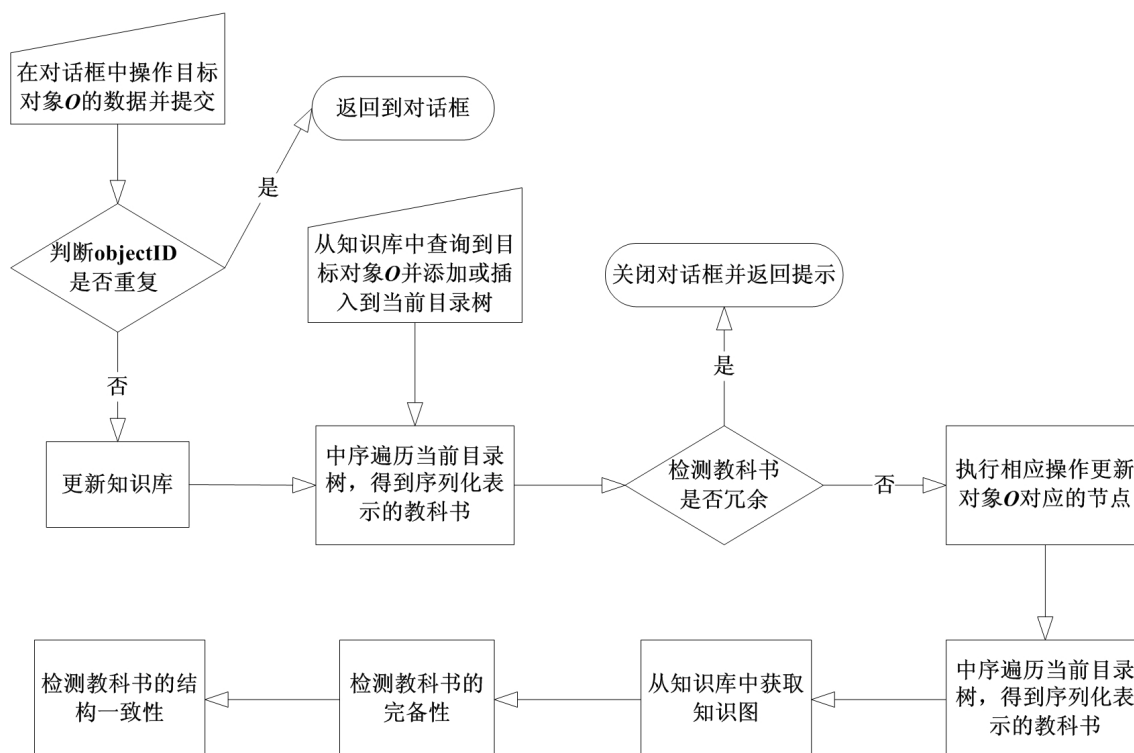 在对话框中操作目标
对象O的数据并提交
返回到对话框
是
判断objectID
是否重复
从知识库中查询到目
标对象O并添加或插
入到当前目录树
关闭对话框并返回提示
是
否
更新知识库
中序遍历当前目录
树，得到序列化表
示的教科书
检测教科书
是否冗余
否
执行相应操作更新
对象O对应的节点
中序遍历当前目录
树，得到序列化表
示的教科书
从知识库中获取
知识图
检测教科书的
完备性
检测教科书的结
构一致性